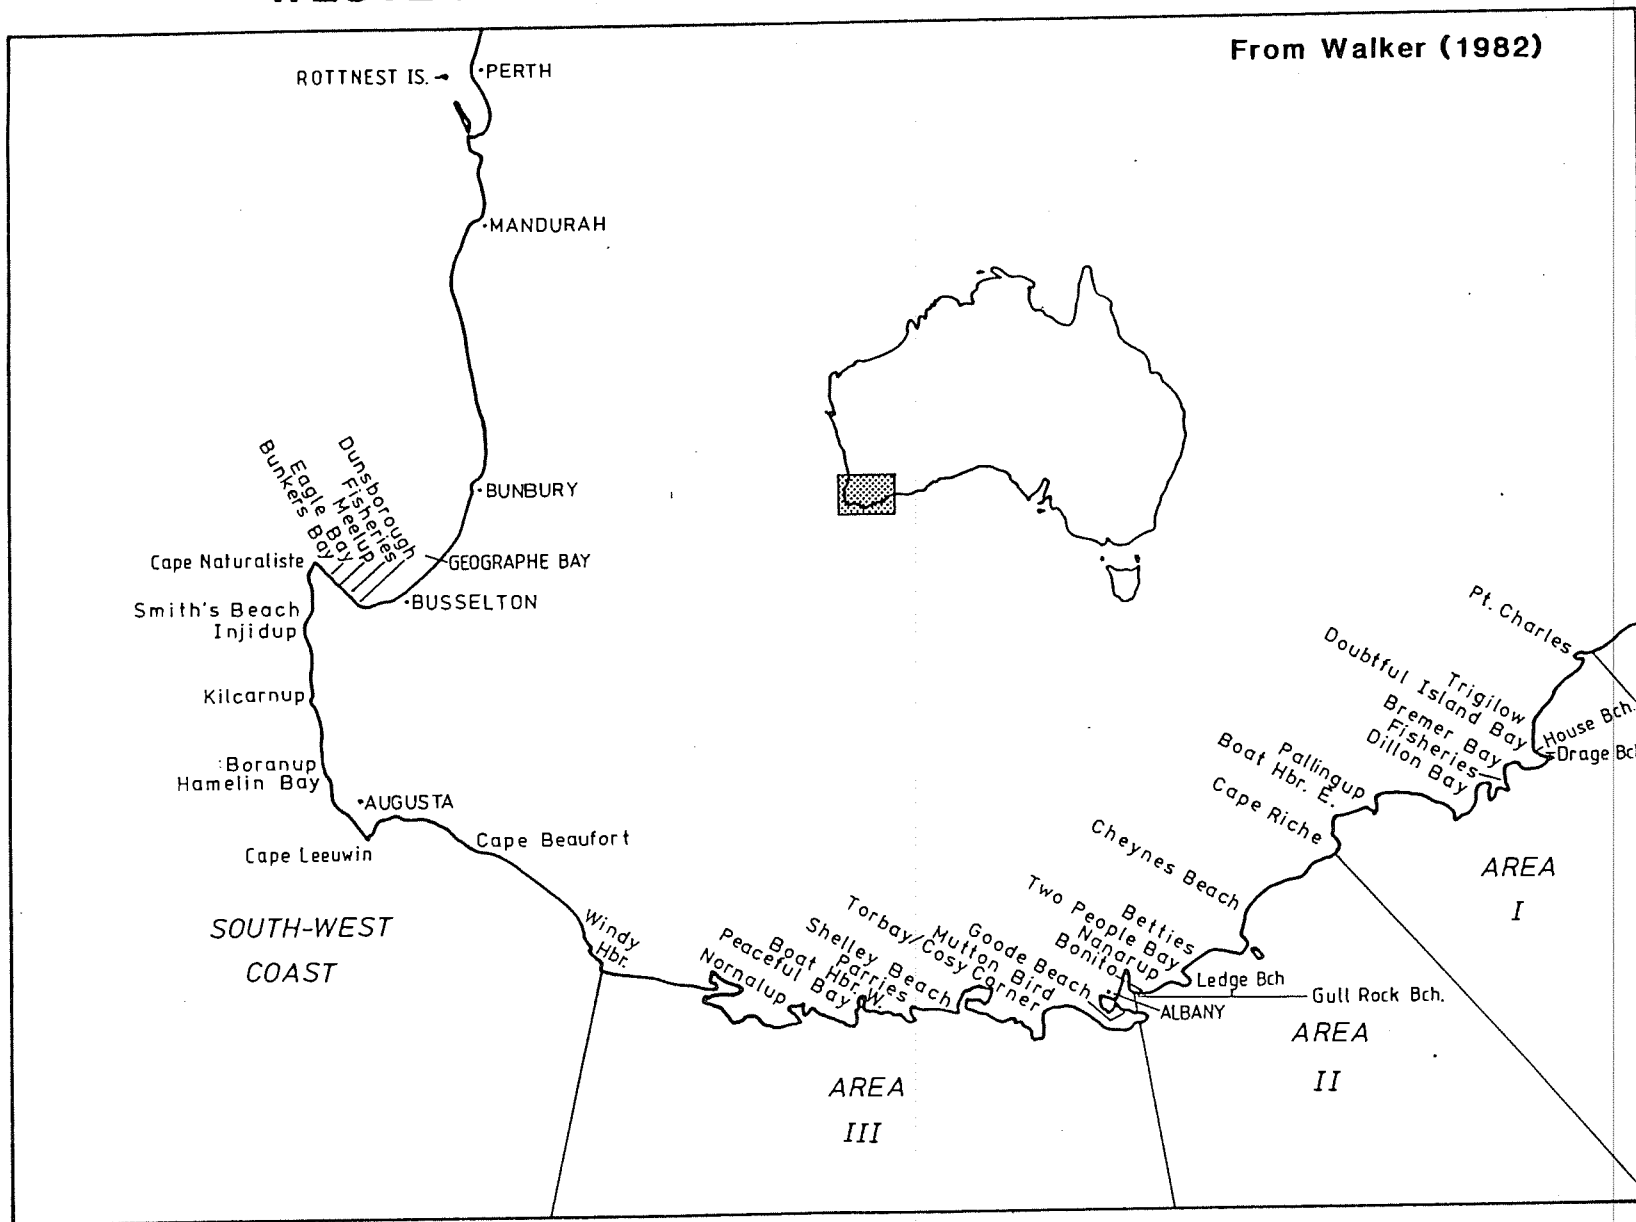 From Walker (1982)
ROTTNEST IS.
PERTH
MANDURAH
BUNBURY
Dunsborough
Fisheries
Meelup
Eagle Bay
Bunkers Bay
Cape Naturaliste
GEOGRAPHE BAY
BUSSELTON
Smith's Beach
Injidup
Kilcarnup
Boranup
Hamelin Bay
AUGUSTA
Cape Leeuwin
Cape Beaufort
SOUTH-WEST
COAST
Windy
Hbr.
Nornalup
Peaceful Bay
Boat Hbr. W.
Parries
Shelley Beach
Torbay/Cosy Corner
Mutton Bird
Goode Beach
AREA
III
Bonito
Nanarup
Two People Bay
Betties
Cheynes Beach
Ledge Bch
Gull Rock Bch.
ALBANY
AREA
II
Cape Riche
Boat Hbr. E.
Pallingup
Dillon Bay
Fisheries
Bremer Bay
Doubtful Island Bay
Trigilow
Pt. Charles
House Bch.
Drage
AREA
I